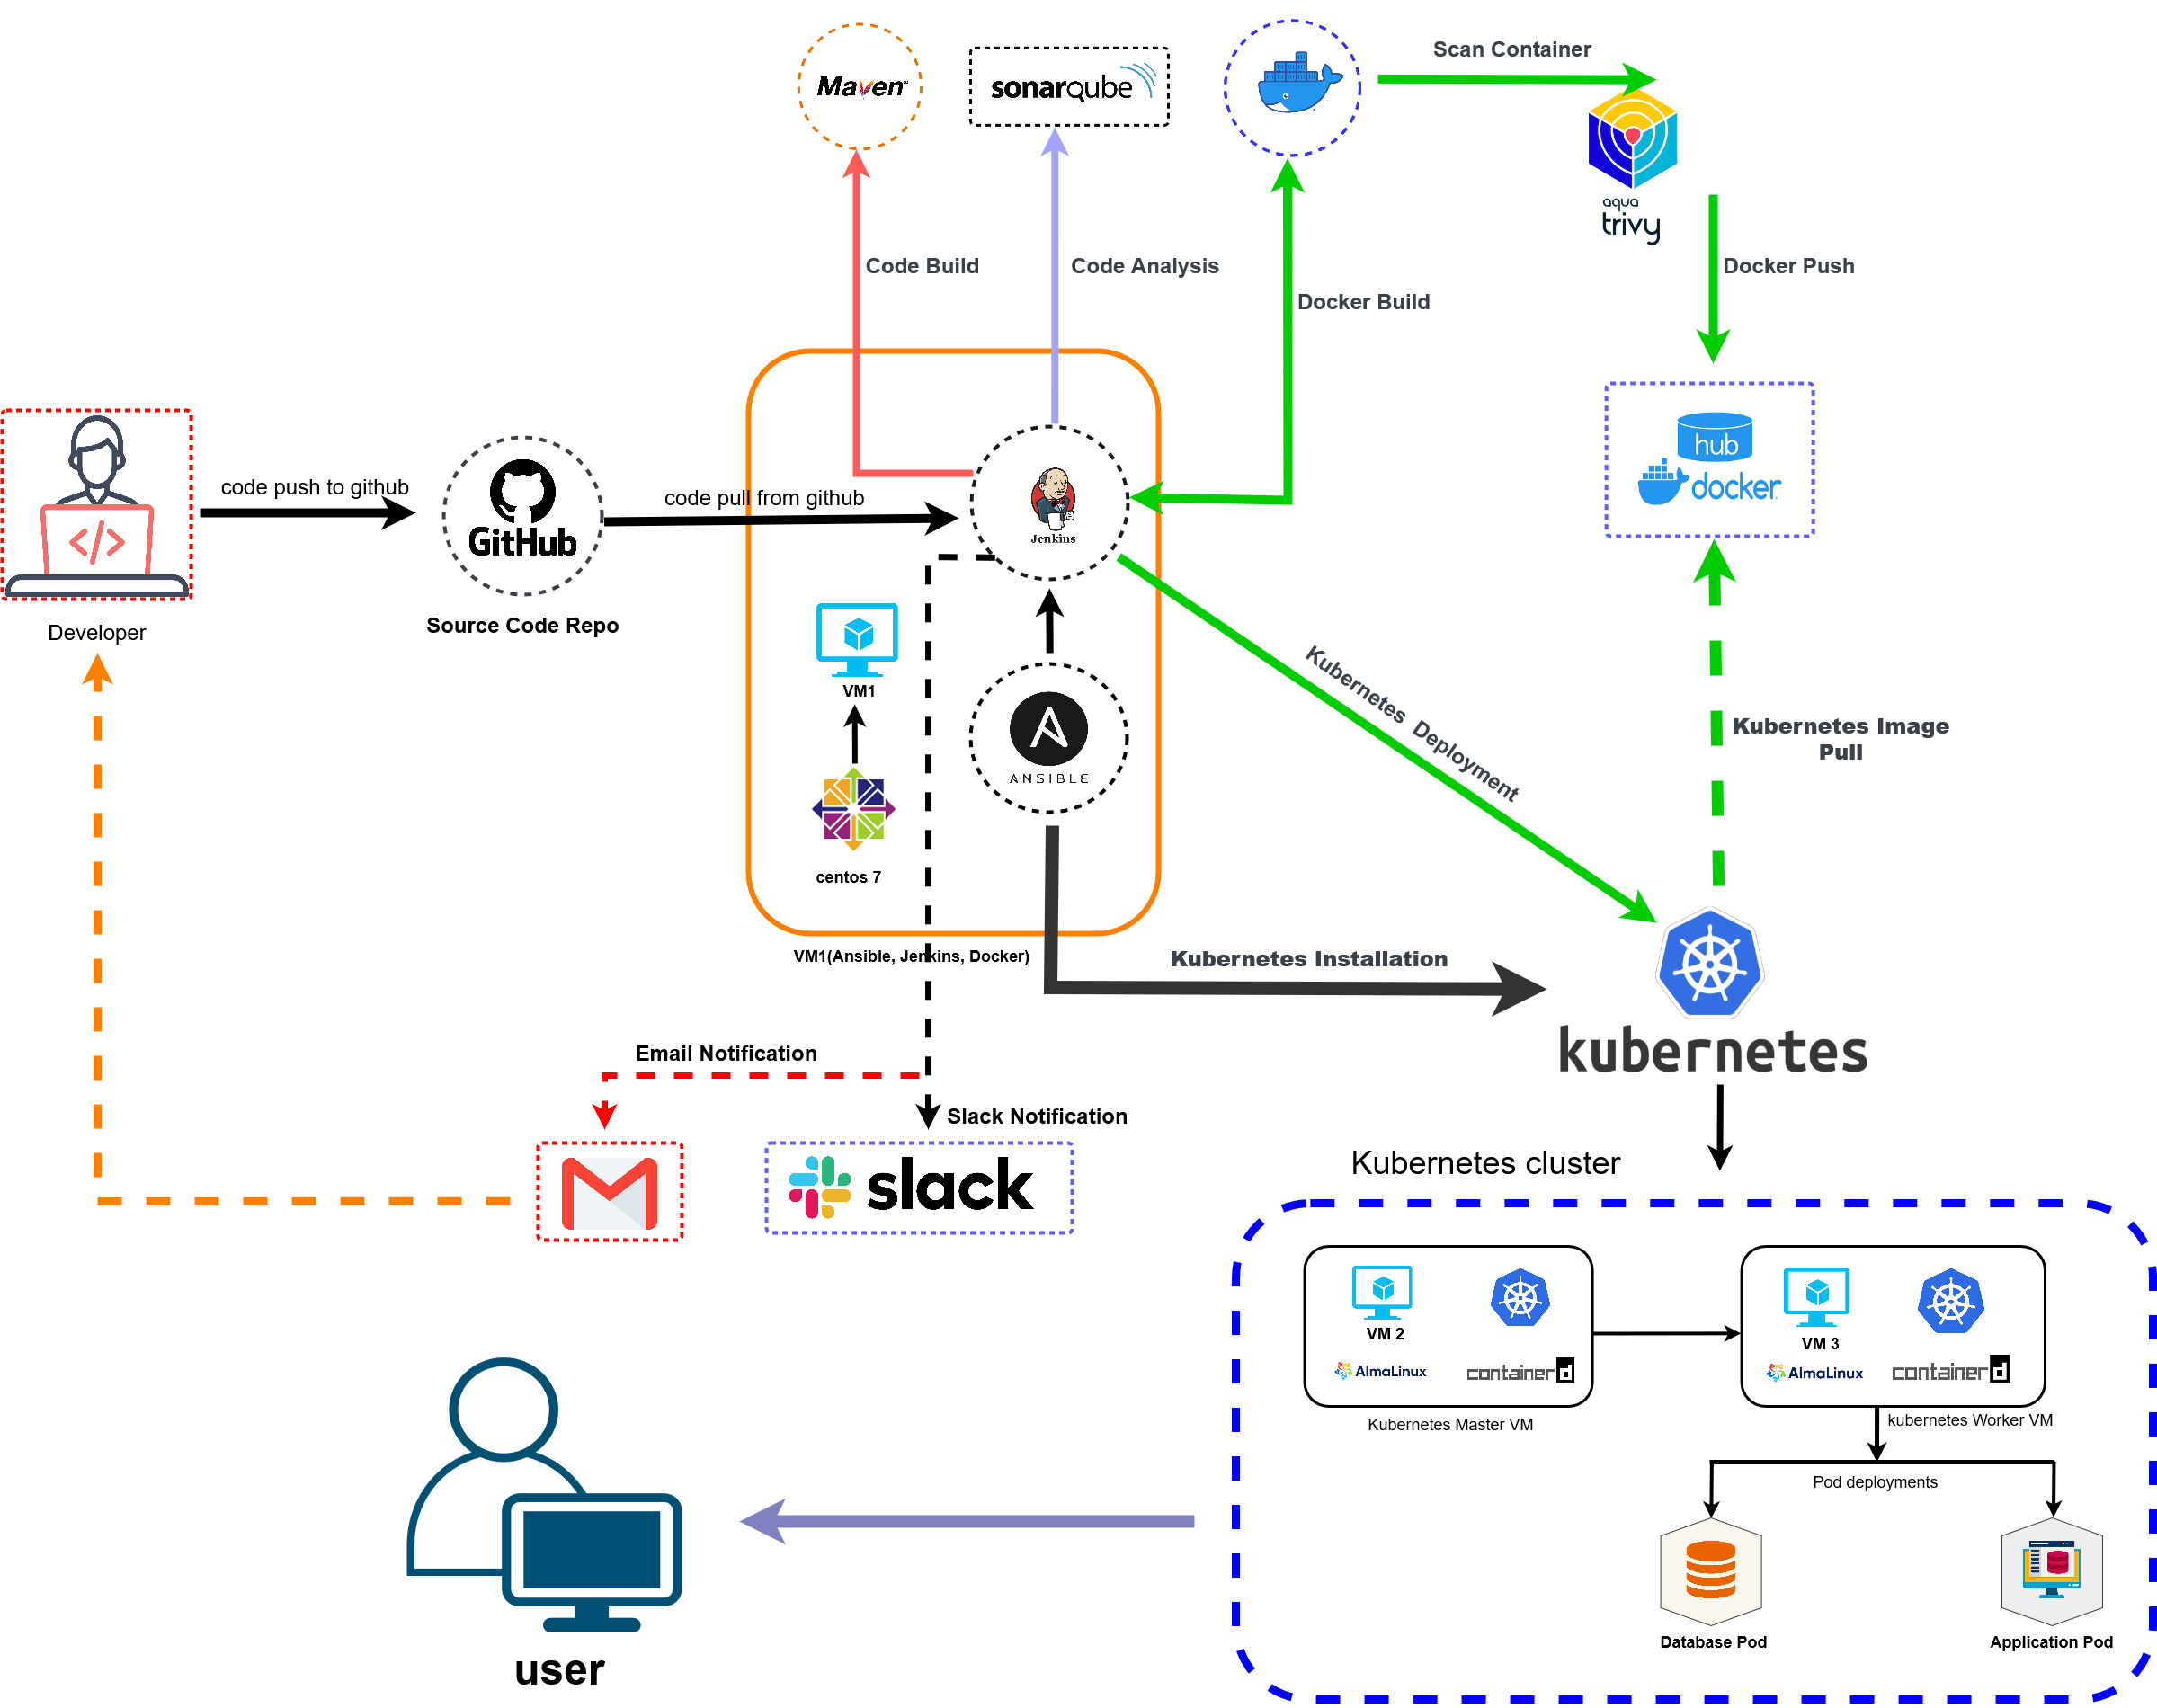 Maven™
sonarqube
Scan Container
aqua
trivy
Code Build
Code Analysis
Docker Push
Docker Build
hub
docker
code push to github
code pull from github
GitHub
Jenkins
</>
Source Code Repo
Developer
VM1
Kubernetes Deployment
Kubernetes Image
Pull
ANSIBLE
centos 7
VM1(Ansible, Jenkins, Docker)
Kubernetes Installation
kubernetes
Email Notification
Slack Notification
slack
Kubernetes cluster
VM 2
VM 3
AlmaLinux
containerd
AlmaLinux
containerd
Kubernetes Master VM
kubernetes Worker VM
Pod deployments
Database Pod
Application Pod
user